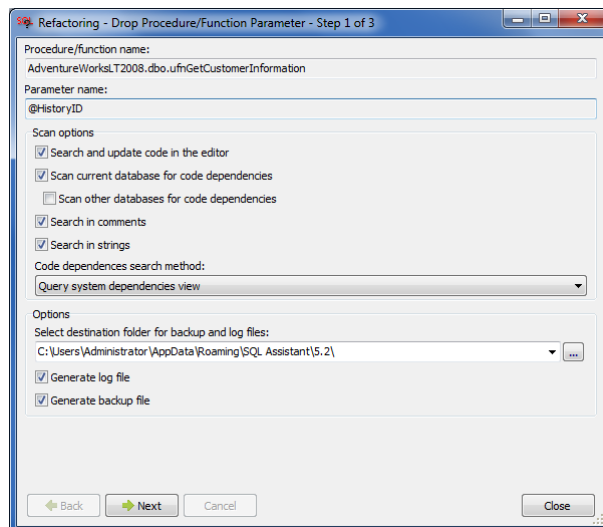 SQL Refactoring - Drop Procedure/Function Parameter - Step 1 of 3
Procedure/function name:
AdventureWorksLT2008.dbo.ufnGetCustomerInformation
Parameter name:
@HistoryID
Scan options
Search and update code in the editor
Scan current database for code dependencies
Scan other databases for code dependencies
Search in comments
Search in strings
Code dependences search method:
Query system dependencies view
Options
Select destination folder for backup and log files:
C:\Users\Administrator\AppData\Roaming\SQL Assistant\5.2\
...
Generate log file
Generate backup file
Back Next Cancel Close